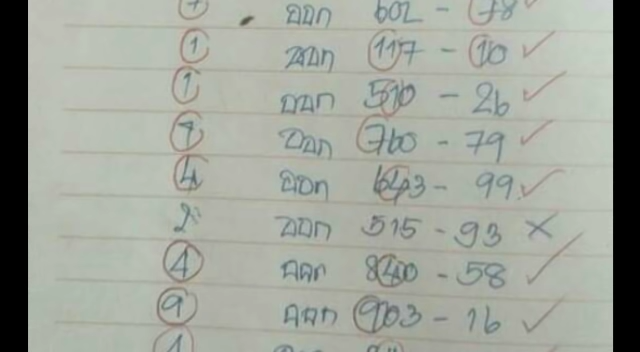 7 ออก 602 - 78 ✓
1 ออก 117 - 10 ✓
1 ออก 510 - 26 ✓
7 ออก 760 - 79 ✓
4 ออก 643 - 99 ✓
2 ออก 515 - 93 ×
4 ออก 840 - 58 ✓
9 ออก 903 - 16 ✓